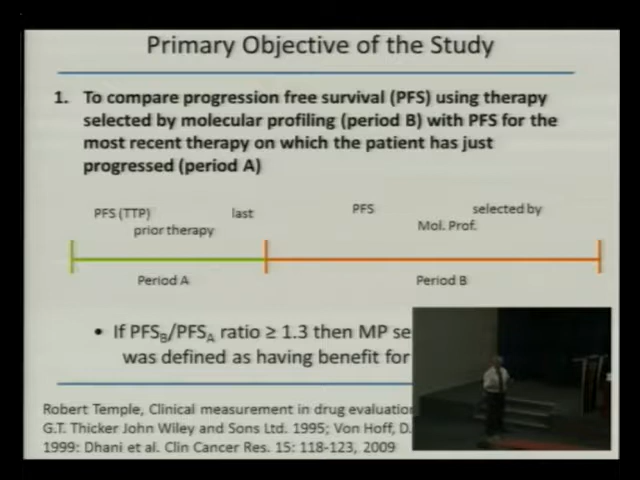 Primary Objective of the Study
1. To compare progression free survival (PFS) using therapy
selected by molecular profiling (period B) with PFS for the
most recent therapy on which the patient has just
progressed (period A)
PFS (TTP) last
prior therapy
PFS selected by
Mol. Prof.
Period A
Period B
• If PFSB/PFSA ratio ≥ 1.3 then MP se
was defined as having benefit for
Robert Temple, Clinical measurement in drug evaluation
G.T. Thicker John Wiley and Sons Ltd. 1995; Von Hoff, D.
1999: Dhani et al. Clin Cancer Res. 15: 118-123, 2009